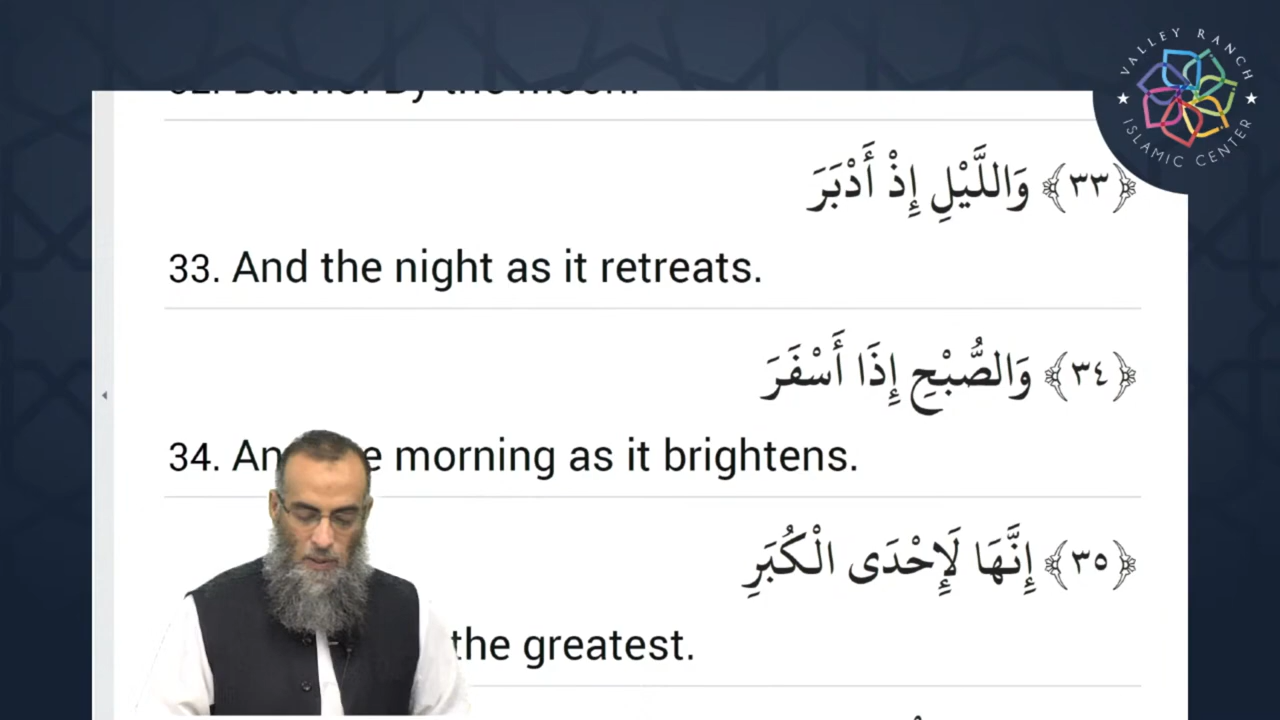 VALLEY RANCH
ISLAMIC CENTER
﴿٣٣﴾ وَاللَّيْلِ إِذْ أَدْبَرَ
33. And the night as it retreats.
﴿٣٤﴾ وَالصُّبْحِ إِذَا أَسْفَرَ
34. An e morning as it brightens.
﴿٣٥﴾ إِنَّهَا لَإِحْدَى الْكُبَرِ
the greatest.